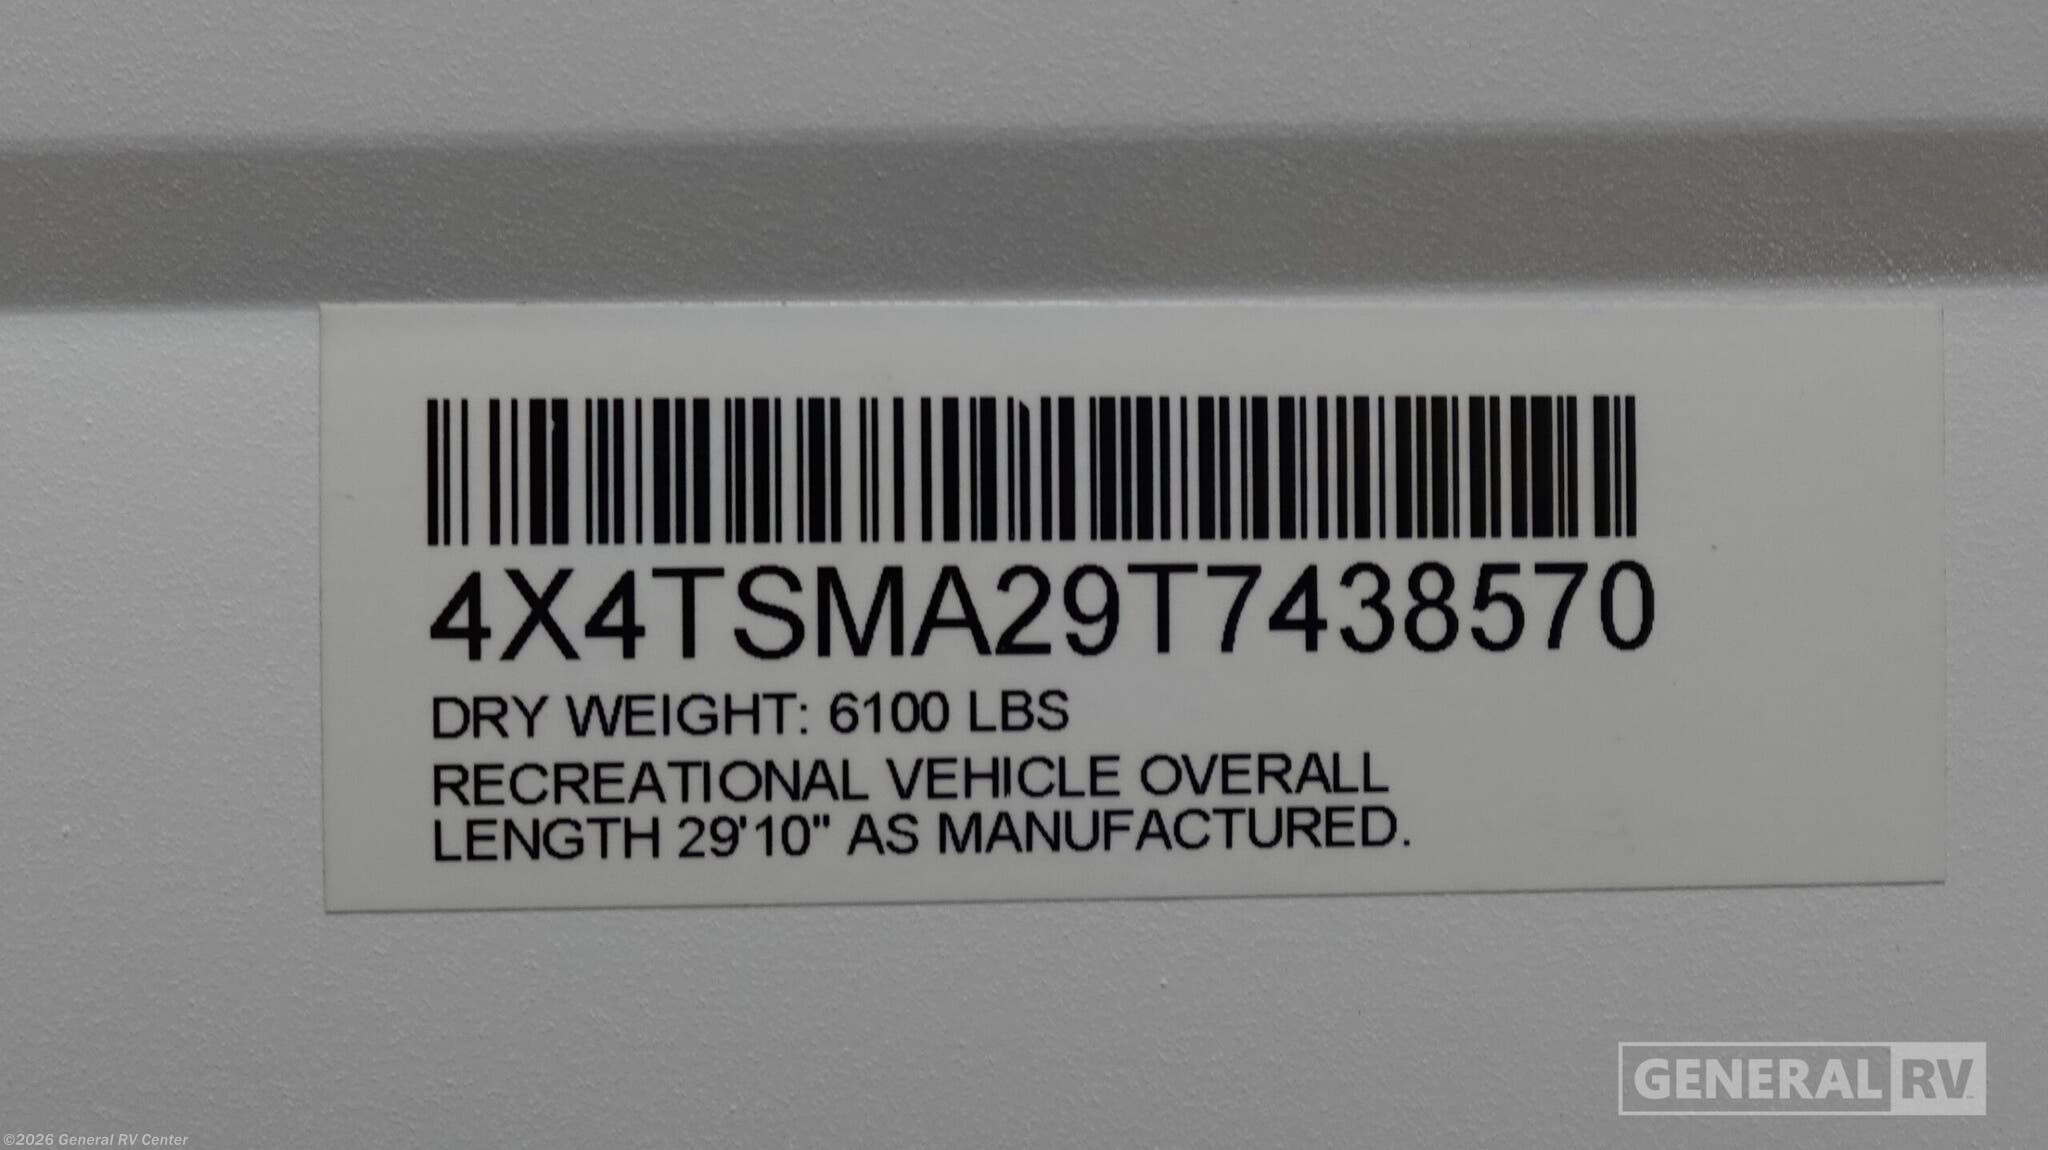 4X4TSMA29T7438570
DRY WEIGHT: 6100 LBS
RECREATIONAL VEHICLE OVERALL
LENGTH 29'10" AS MANUFACTURED.
GENERAL RV
©2026 General RV Center